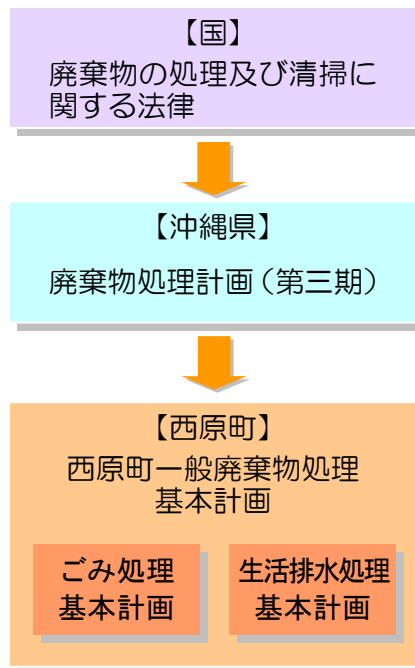 【国】
廃棄物の処理及び清掃に
関する法律
【沖縄県】
廃棄物処理計画（第三期）
【西原町】
西原町一般廃棄物処理
基本計画
ごみ処理
基本計画
生活排水処理
基本計画